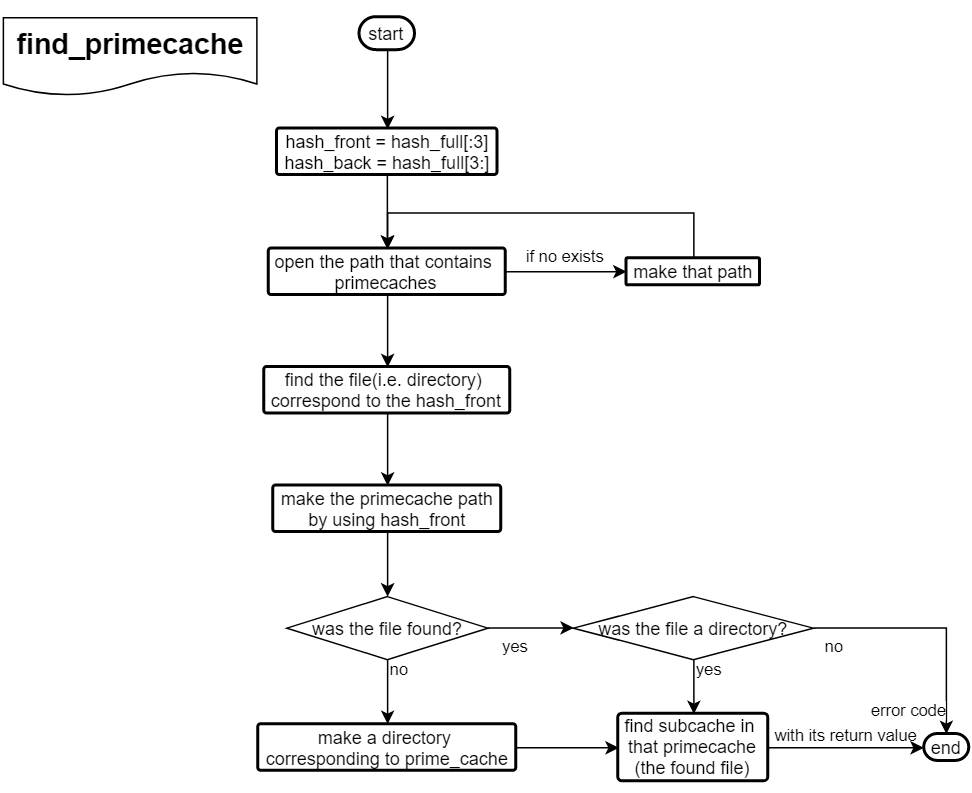 find_primecache
start
hash_front = hash_full[:3]
hash_back = hash_full[3:]
open the path that contains
primecaches
if no exists
make that path
find the file(i.e. directory)
correspond to the hash_front
make the primecache path
by using hash_front
was the file found?
yes
was the file a directory?
no
no
yes
error code
make a directory
corresponding to prime_cache
find subcache in
that primecache
(the found file)
with its return value
end